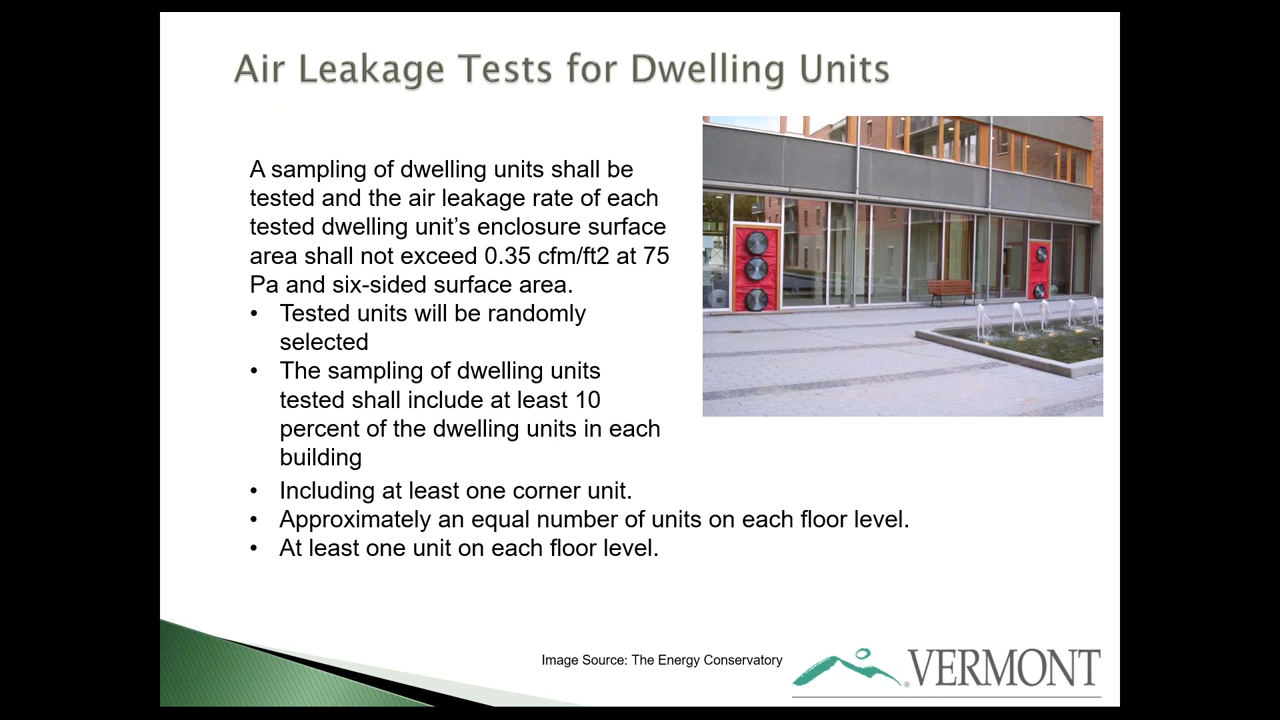 Air Leakage Tests for Dwelling Units
A sampling of dwelling units shall be
tested and the air leakage rate of each
tested dwelling unit’s enclosure surface
area shall not exceed 0.35 cfm/ft2 at 75
Pa and six-sided surface area.
• Tested units will be randomly
selected
• The sampling of dwelling units
tested shall include at least 10
percent of the dwelling units in each
building
• Including at least one corner unit.
• Approximately an equal number of units on each floor level.
• At least one unit on each floor level.
Image Source: The Energy Conservatory
VERMONT